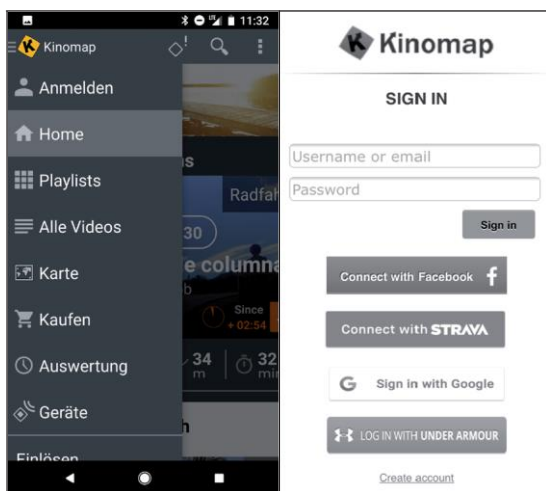 11:32
Kinomap
Anmelden
Home
Playlists
Alle Videos
Karte
Kaufen
Auswertung
Geräte
Einlösen
s
Radfah
30
e columna
b
Since
+ 02:54
34
m
32
min
h
Kinomap
SIGN IN
Username or email
Password
Sign in
Connect with Facebook
Connect with STRAVA
G Sign in with Google
LOG IN WITH UNDER ARMOUR
Create account